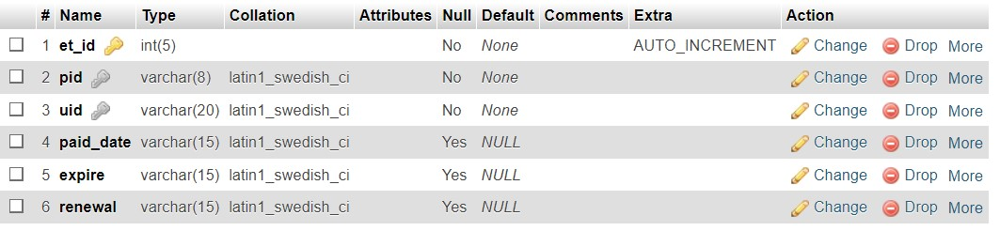 # Name Type Collation Attributes Null Default Comments Extra Action
1 et_id int(5) No None AUTO_INCREMENT Change Drop More
2 pid varchar(8) latin1_swedish_ci No None Change Drop More
3 uid varchar(20) latin1_swedish_ci No None Change Drop More
4 paid_date varchar(15) latin1_swedish_ci Yes NULL Change Drop More
5 expire varchar(15) latin1_swedish_ci Yes NULL Change Drop More
6 renewal varchar(15) latin1_swedish_ci Yes NULL Change Drop More